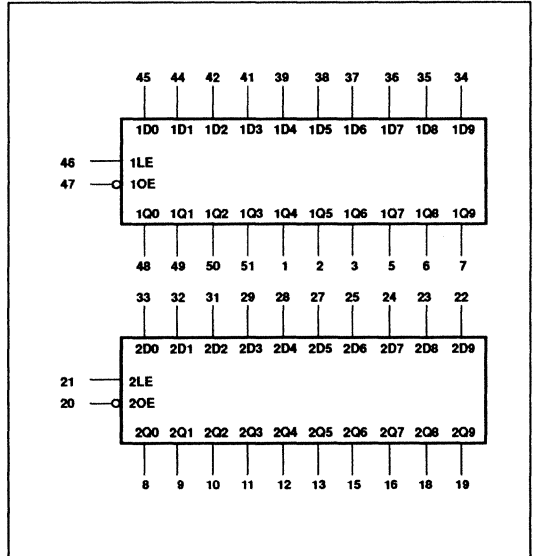 45 44 42 41 39 38 37 36 35 34
1D0 1D1 1D2 1D3 1D4 1D5 1D6 1D7 1D8 1D9
46 1LE
47 1OE
1Q0 1Q1 1Q2 1Q3 1Q4 1Q5 1Q6 1Q7 1Q8 1Q9
48 49 50 51 1 2 3 5 6 7
33 32 31 29 28 27 25 24 23 22
2D0 2D1 2D2 2D3 2D4 2D5 2D6 2D7 2D8 2D9
21 2LE
20 2OE
2Q0 2Q1 2Q2 2Q3 2Q4 2Q5 2Q6 2Q7 2Q8 2Q9
8 9 10 11 12 13 15 16 18 19